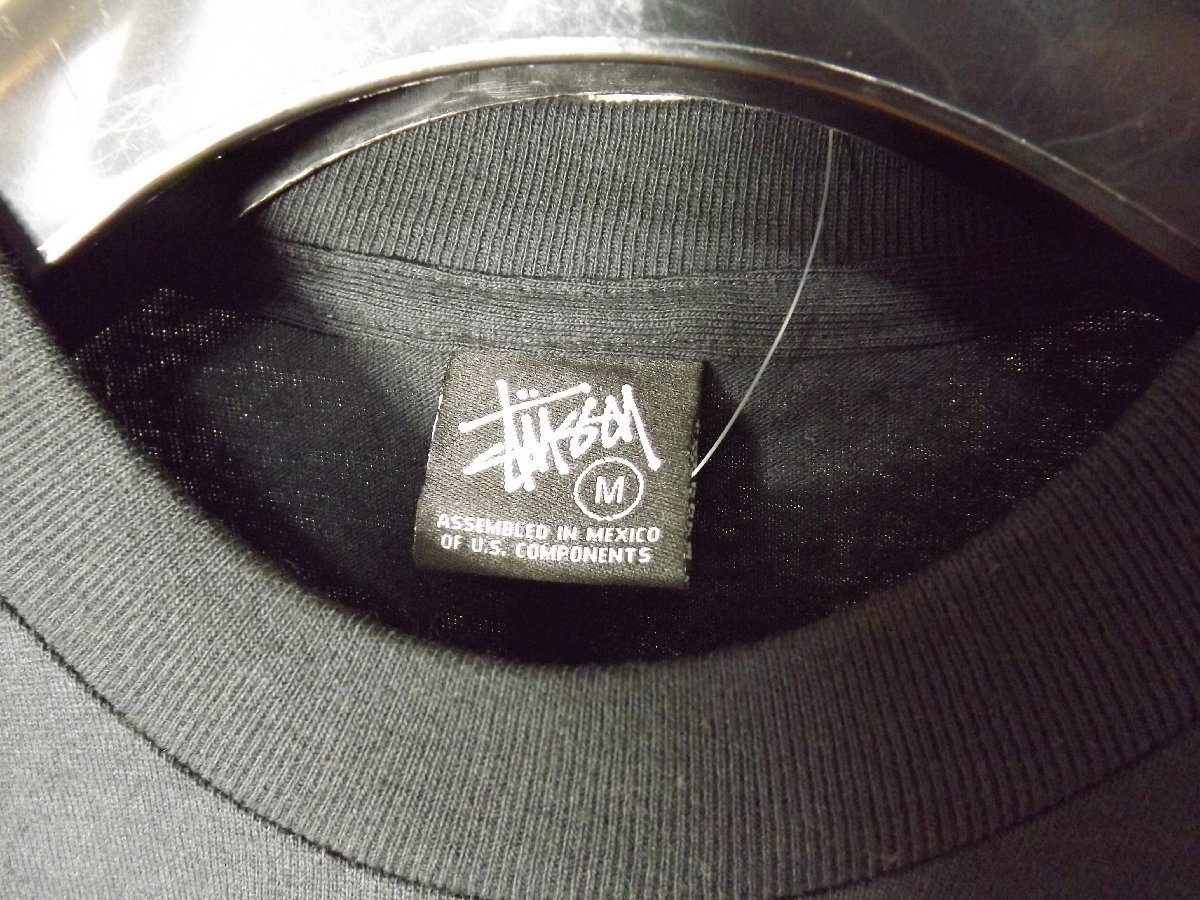 Stüssy
M
ASSEMBLED IN MEXICO
OF U.S. COMPONENTS